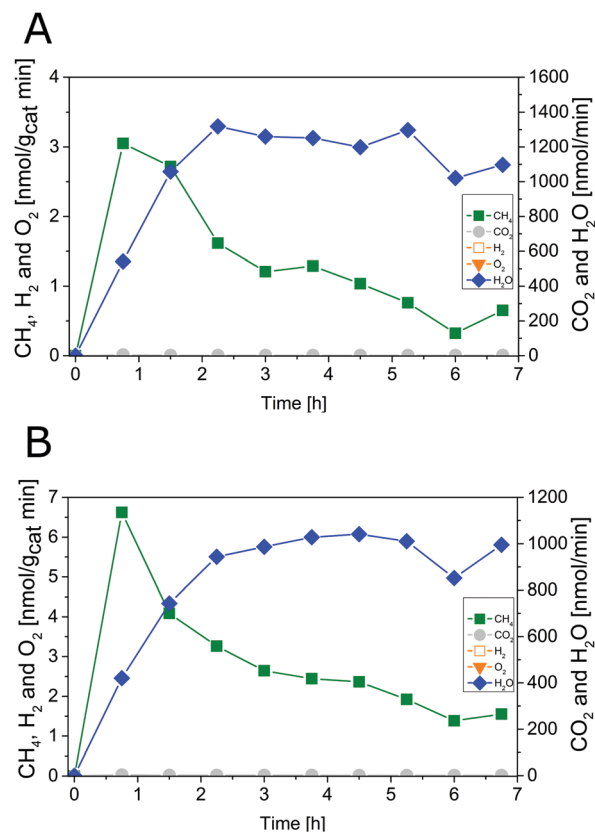 A
CH₄, H₂ and O₂ [nmol/gcat min]
4
3
2
1
0
1600
1400
1200
1000
800
600
400
200
0
CO₂ and H₂O [nmol/min]
CH₄
CO₂
H₂
O₂
H₂O
0 1 2 3 4 5 6 7
Time [h]
B
CH₄, H₂ and O₂ [nmol/gcat min]
7
6
5
4
3
2
1
0
1200
1000
800
600
400
200
0
CO₂ and H₂O [nmol/min]
CH₄
CO₂
H₂
O₂
H₂O
0 1 2 3 4 5 6 7
Time [h]